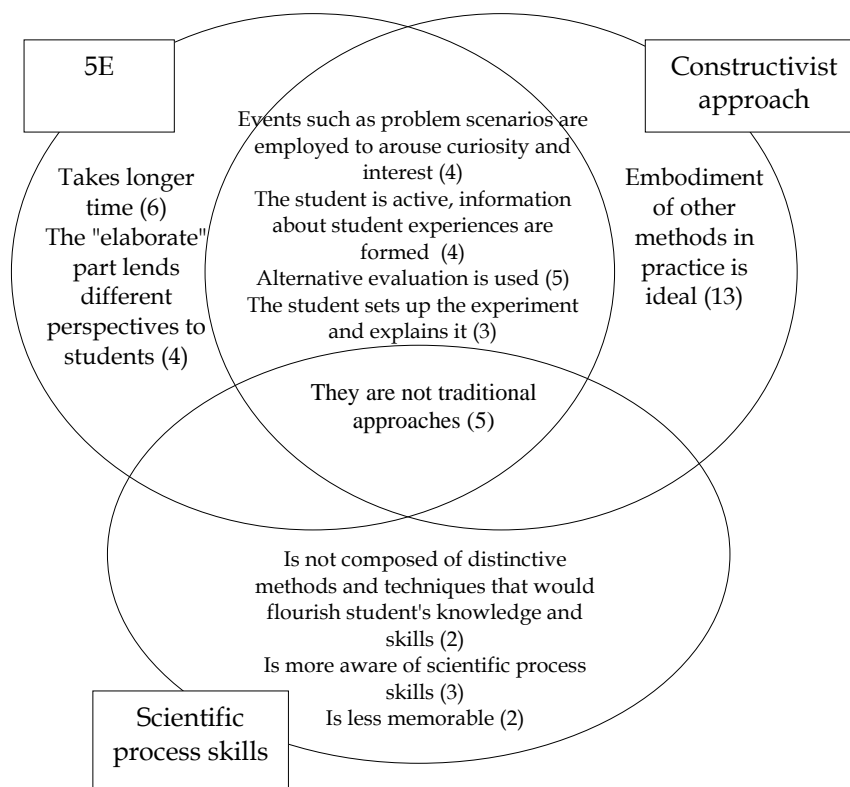 5E
Constructivist
approach
Events such as problem scenarios are
employed to arouse curiosity and
interest (4)
The student is active, information
about student experiences are
formed (4)
Alternative evaluation is used (5)
The student sets up the experiment
and explains it (3)
Takes longer
time (6)
The "elaborate"
part lends
different
perspectives to
students (4)
Embodiment
of other
methods in
practice is
ideal (13)
They are not traditional
approaches (5)
Is not composed of distinctive
methods and techniques that would
flourish student's knowledge and
skills (2)
Is more aware of scientific process
skills (3)
Is less memorable (2)
Scientific
process skills